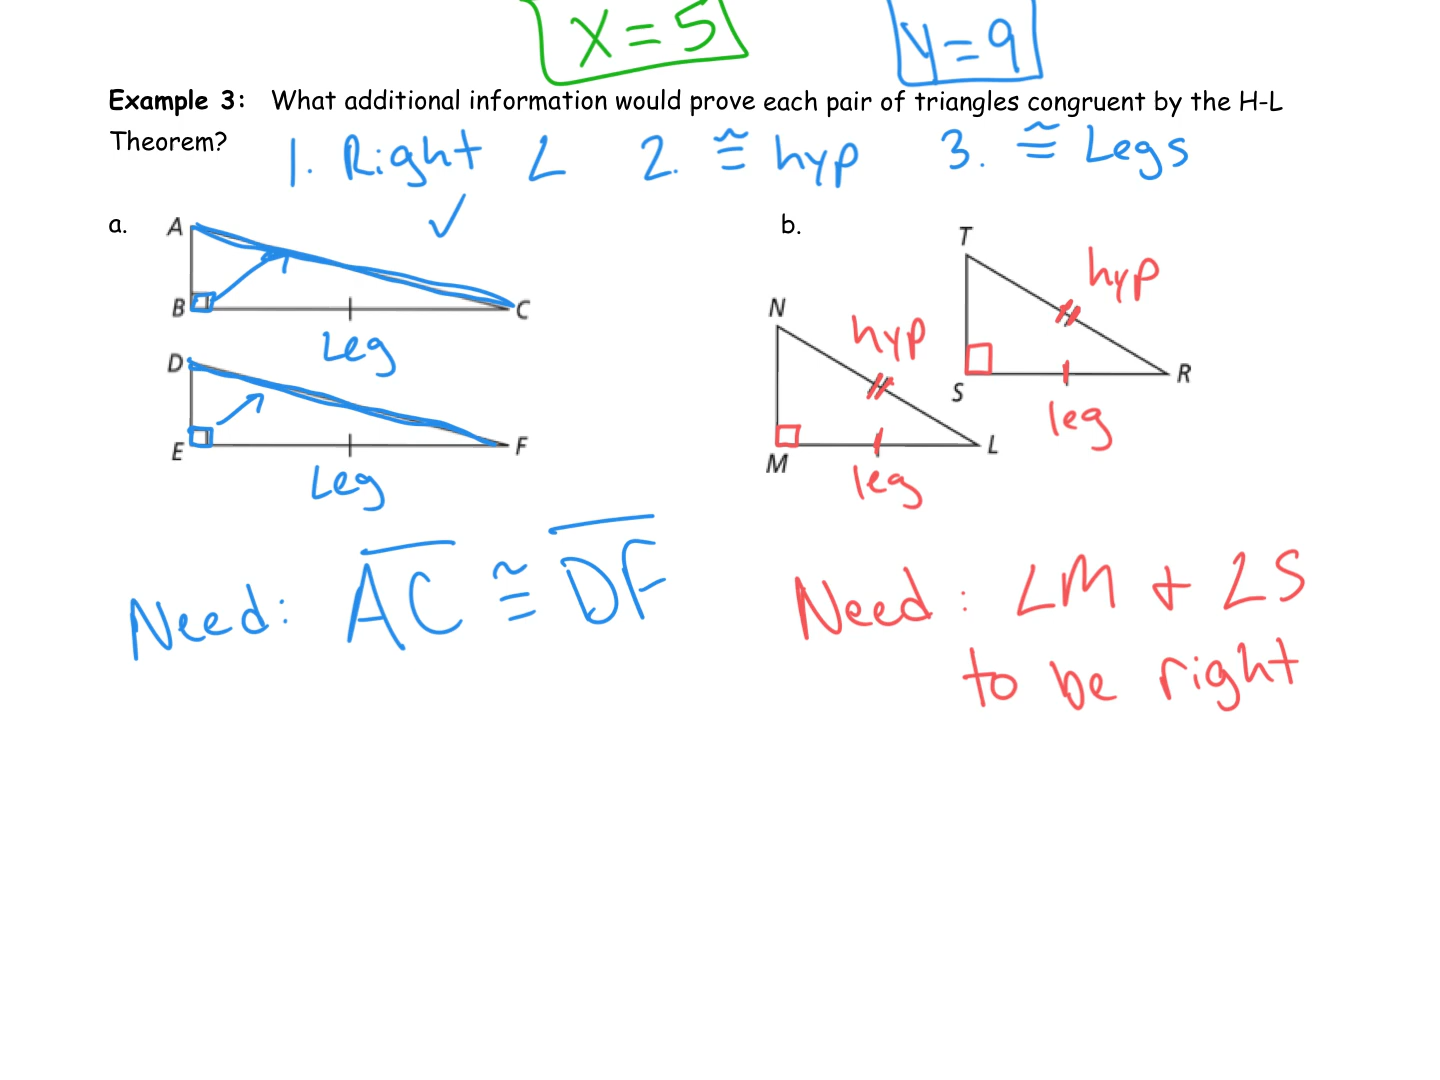 x = 5
y = 9
Example 3: What additional information would prove each pair of triangles congruent by the H-L
Theorem?
1. Right ∠ 2. ≅ hyp 3. ≅ Legs
✓
a.
A
B
C
Leg
D
E
F
Leg
Need: AC ≅ DF
b.
T
hyp
N
hyp
S
R
leg
M
L
leg
Need: ∠M + ∠S
to be right